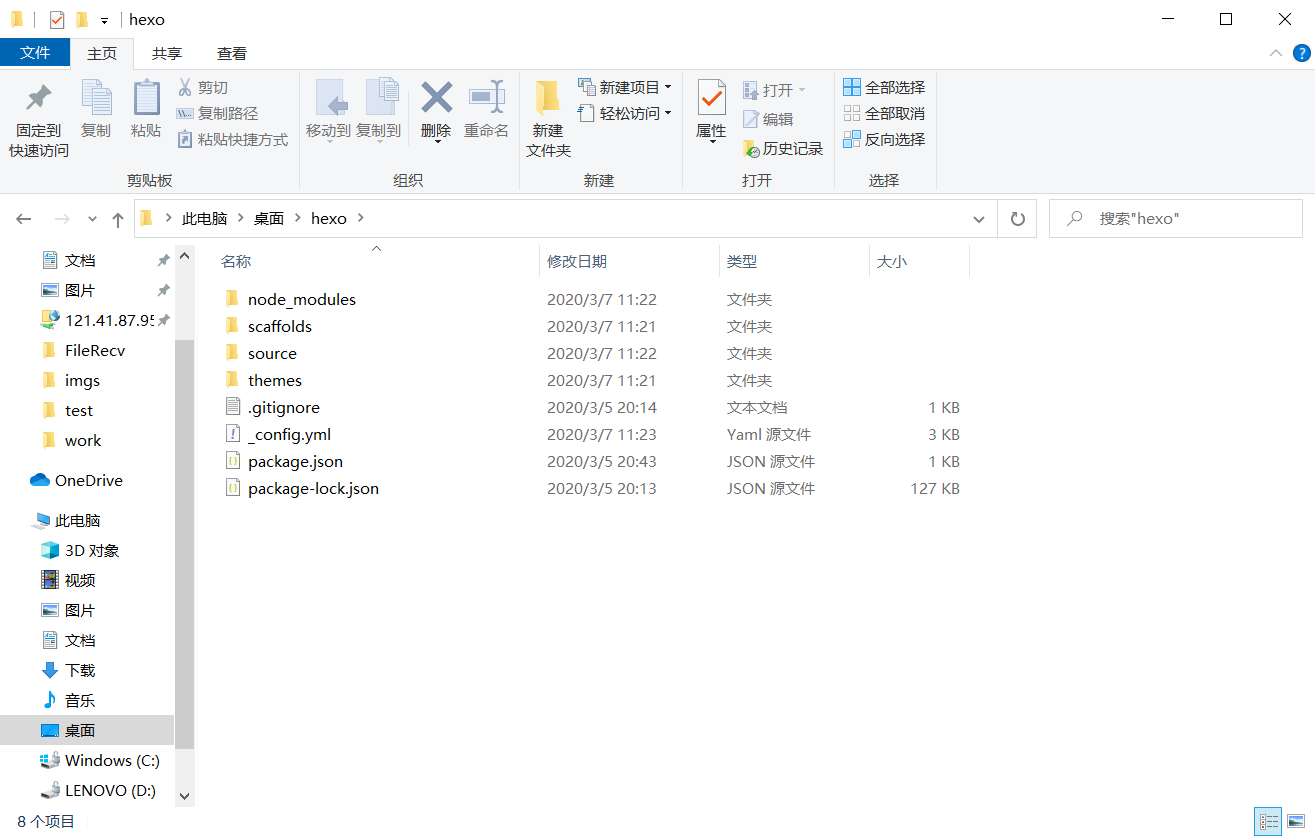 hexo
文件 主页 共享 查看
固定到
快速访问
复制
粘贴
剪切
复制路径
粘贴快捷方式
剪贴板
移动到 复制到 删除 重命名
组织
新建
文件夹
新建项目
轻松访问
新建
属性
打开
编辑
历史记录
打开
全部选择
全部取消
反向选择
选择
此电脑 桌面 hexo
搜索"hexo"
文档
图片
121.41.87.95
FileRecv
imgs
test
work
OneDrive
此电脑
3D 对象
视频
图片
文档
下载
音乐
桌面
Windows (C:)
LENOVO (D:)
名称 修改日期 类型 大小
node_modules 2020/3/7 11:22 文件夹
scaffolds 2020/3/7 11:21 文件夹
source 2020/3/7 11:22 文件夹
themes 2020/3/7 11:21 文件夹
.gitignore 2020/3/5 20:14 文本文档 1 KB
_config.yml 2020/3/7 11:23 Yaml 源文件 3 KB
package.json 2020/3/5 20:43 JSON 源文件 1 KB
package-lock.json 2020/3/5 20:13 JSON 源文件 127 KB
8 个项目